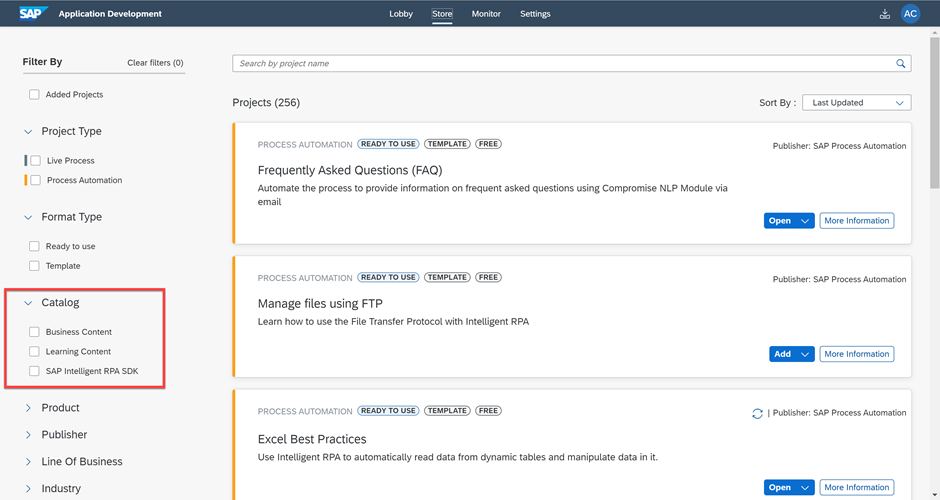 SAP Application Development Lobby Store Monitor Settings AC
Filter By Clear filters (0)
Added Projects
Project Type
Live Process
Process Automation
Format Type
Ready to use
Template
Catalog
Business Content
Learning Content
SAP Intelligent RPA SDK
Product
Publisher
Line Of Business
Industry
Search by project name
Projects (256) Sort By : Last Updated
PROCESS AUTOMATION READY TO USE TEMPLATE FREE Publisher: SAP Process Automation
Frequently Asked Questions (FAQ)
Automate the process to provide information on frequent asked questions using Compromise NLP Module via
email
Open More Information
PROCESS AUTOMATION READY TO USE TEMPLATE FREE Publisher: SAP Process Automation
Manage files using FTP
Learn how to use the File Transfer Protocol with Intelligent RPA
Add More Information
PROCESS AUTOMATION READY TO USE TEMPLATE FREE | Publisher: SAP Process Automation
Excel Best Practices
Use Intelligent RPA to automatically read data from dynamic tables and manipulate data in it.
Open More Information